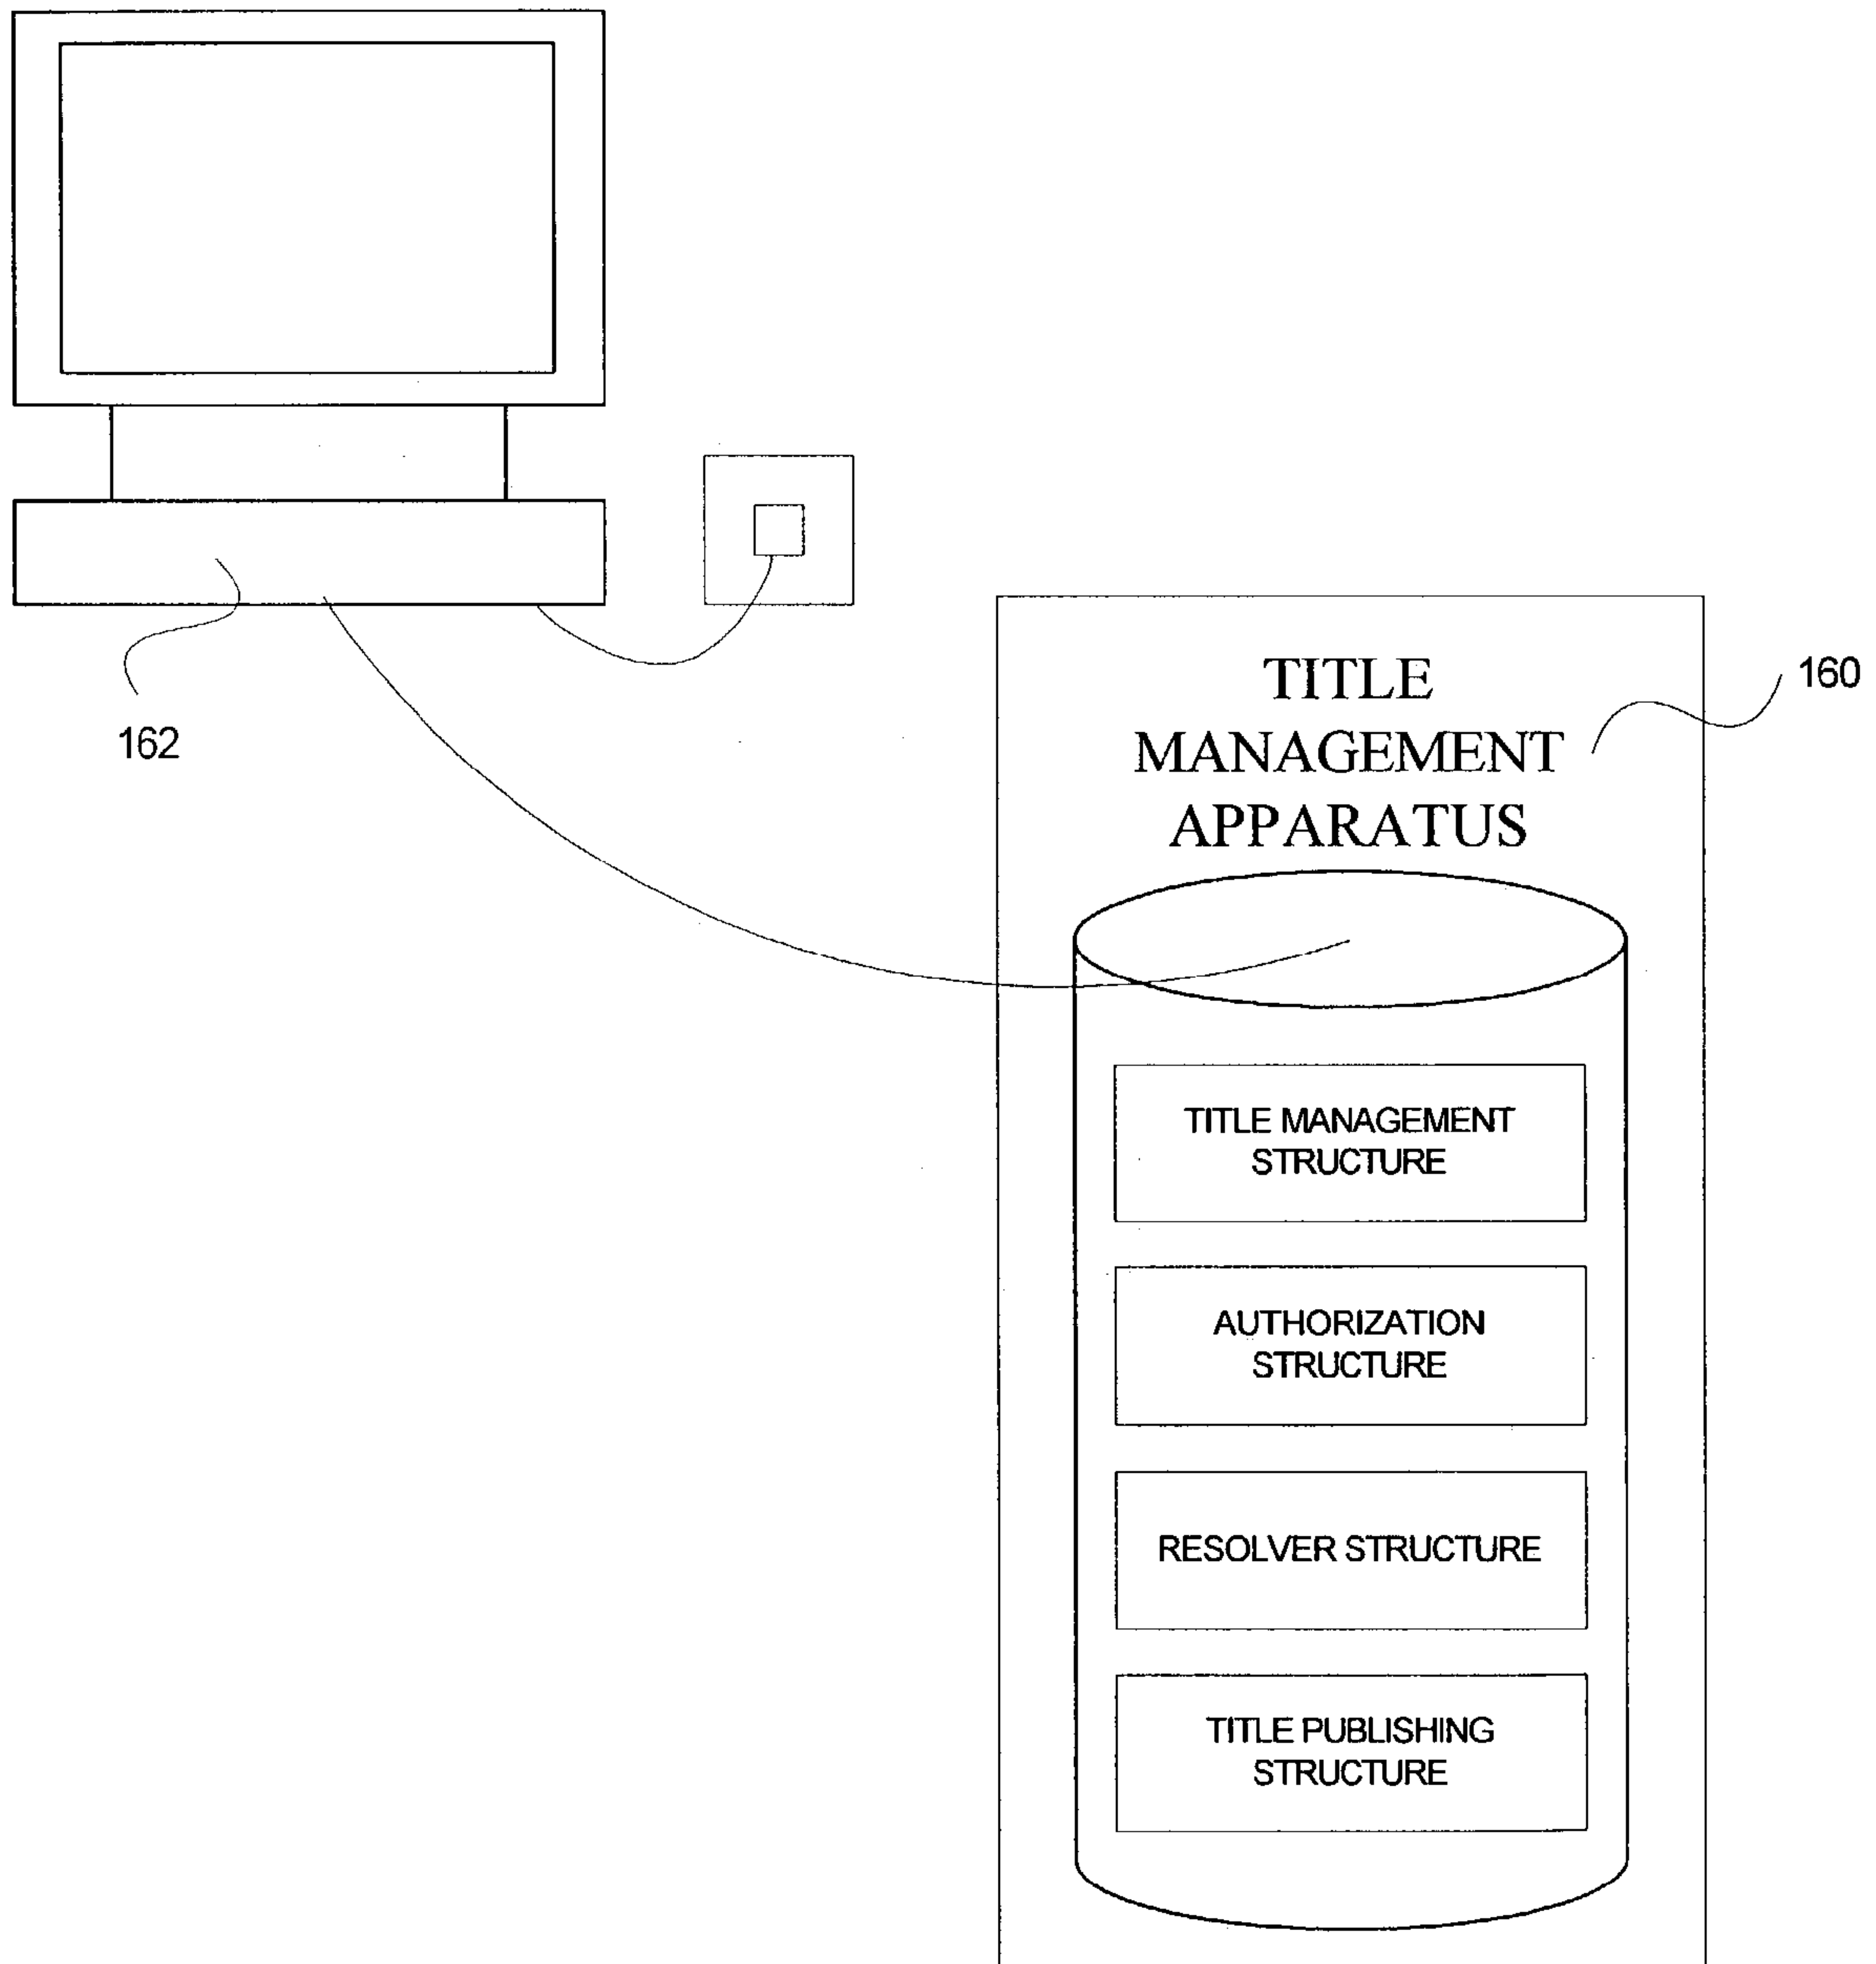 162
TITLE
MANAGEMENT
APPARATUS
160
TITLE MANAGEMENT
STRUCTURE
AUTHORIZATION
STRUCTURE
RESOLVER STRUCTURE
TITLE PUBLISHING
STRUCTURE